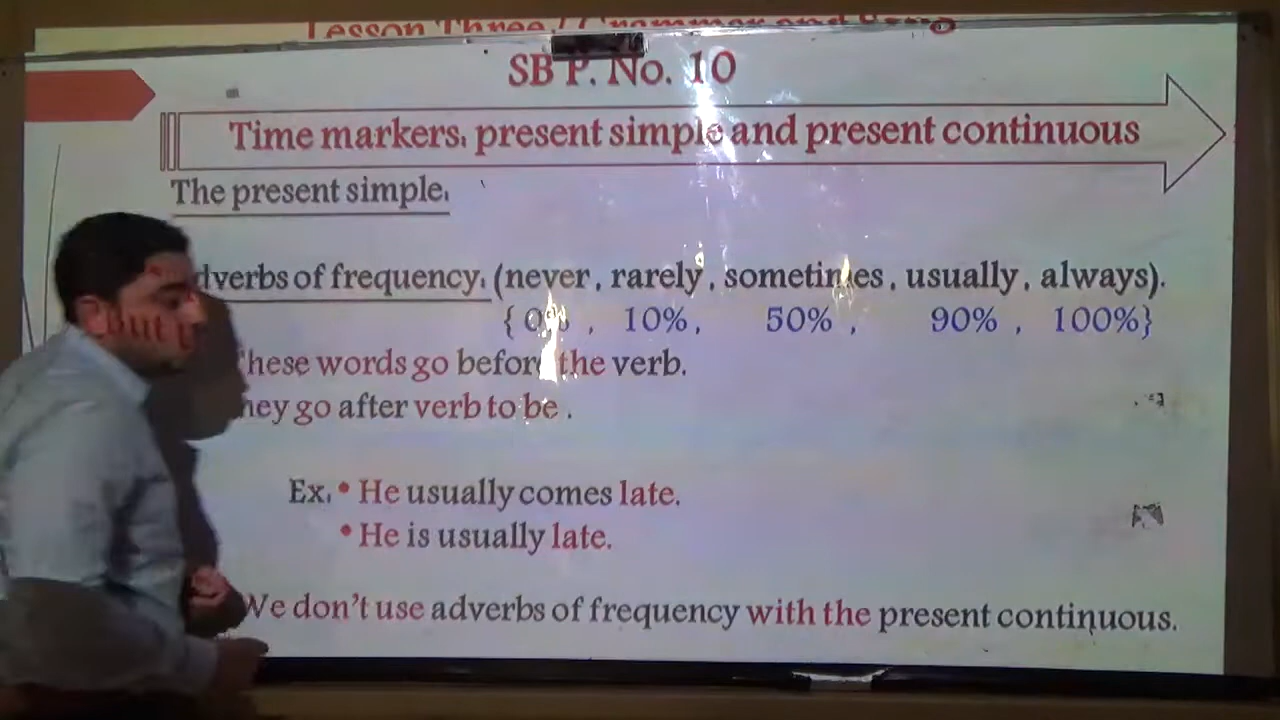 Lesson Three
SB P. No. 10
Time markers: present simple and present continuous
The present simple:
dverbs of frequency: (never, rarely, sometimes, usually, always).
{ 0%, 10%, 50%, 90%, 100%}
hese words go before the verb.
hey go after verb to be.
but
Ex: • He usually comes late.
• He is usually late.
We don't use adverbs of frequency with the present continuous.